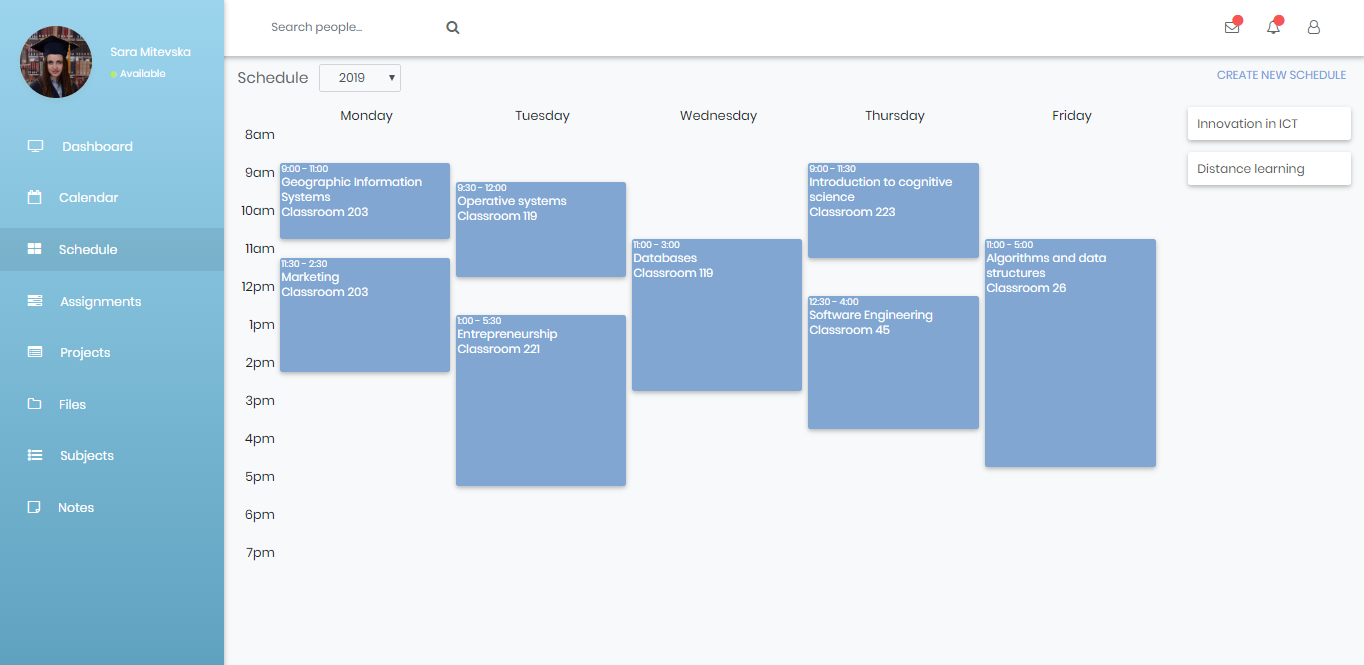 Sara Mitevska
Available
Dashboard
Calendar
Schedule
Assignments
Projects
Files
Subjects
Notes
Search people...
Schedule
2019
CREATE NEW SCHEDULE
Monday
Tuesday
Wednesday
Thursday
Friday
8am
9am
10am
11am
12pm
1pm
2pm
3pm
4pm
5pm
6pm
7pm
9:00 - 11:00
Geographic Information
Systems
Classroom 203
11:30 - 2:30
Marketing
Classroom 203
9:30 - 12:00
Operative systems
Classroom 119
1:00 - 5:30
Entrepreneurship
Classroom 221
11:00 - 3:00
Databases
Classroom 119
9:00 - 11:30
Introduction to cognitive
science
Classroom 223
12:30 - 4:00
Software Engineering
Classroom 45
11:00 - 5:00
Algorithms and data
structures
Classroom 26
Innovation in ICT
Distance learning